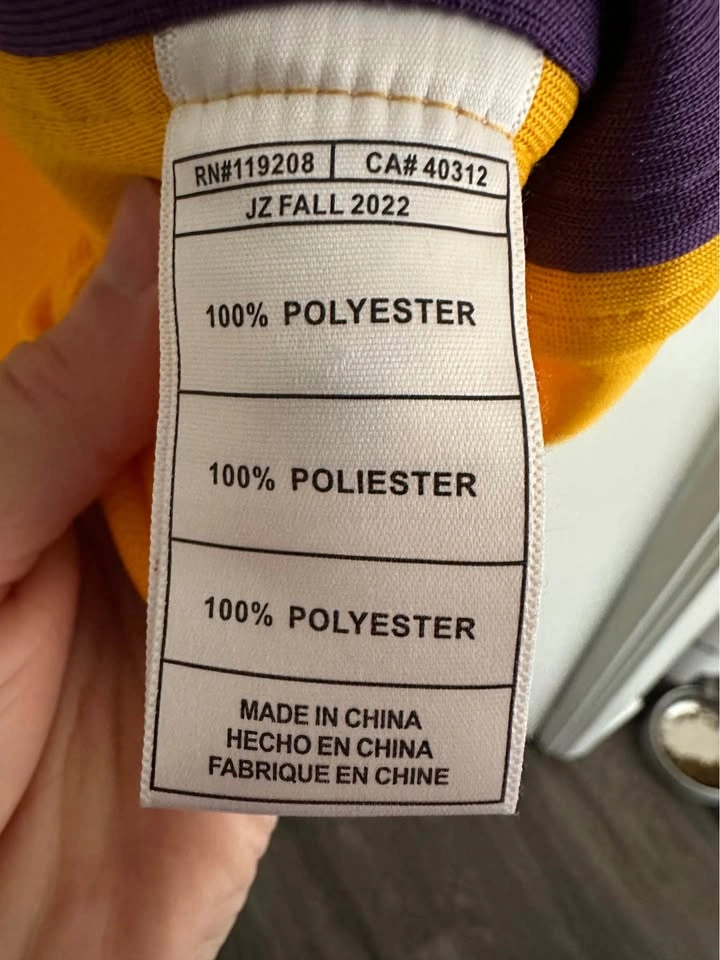 RN#119208 CA# 40312
JZ FALL 2022
100% POLYESTER
100% POLIESTER
100% POLYESTER
MADE IN CHINA
HECHO EN CHINA
FABRIQUE EN CHINE